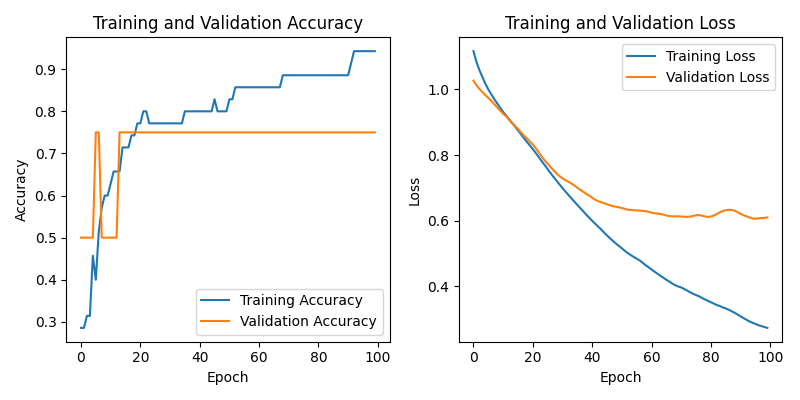 Training and Validation Accuracy
Accuracy
0.9
0.8
0.7
0.6
0.5
0.4
0.3
Training Accuracy
Validation Accuracy
0 20 40 60 80 100
Epoch
Training and Validation Loss
Loss
1.0
0.8
0.6
0.4
Training Loss
Validation Loss
0 20 40 60 80 100
Epoch